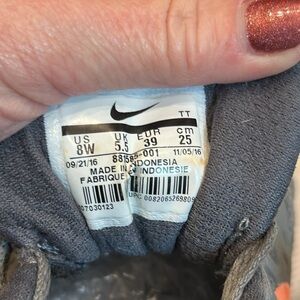 TT
US UK EUR cm
8W 5.5 39 25
09/21/16 -001 11/05/16
MADE IN INDONESIA
FABRIQUE INDONESIE
UPC